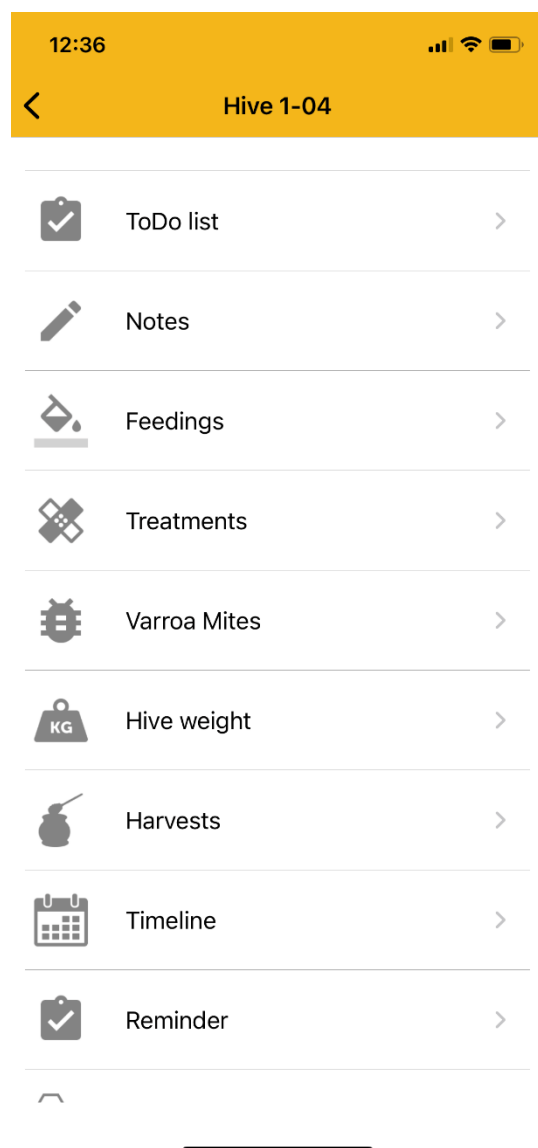 12:36
Hive 1-04
ToDo list
Notes
Feedings
Treatments
Varroa Mites
KG
Hive weight
Harvests
Timeline
Reminder